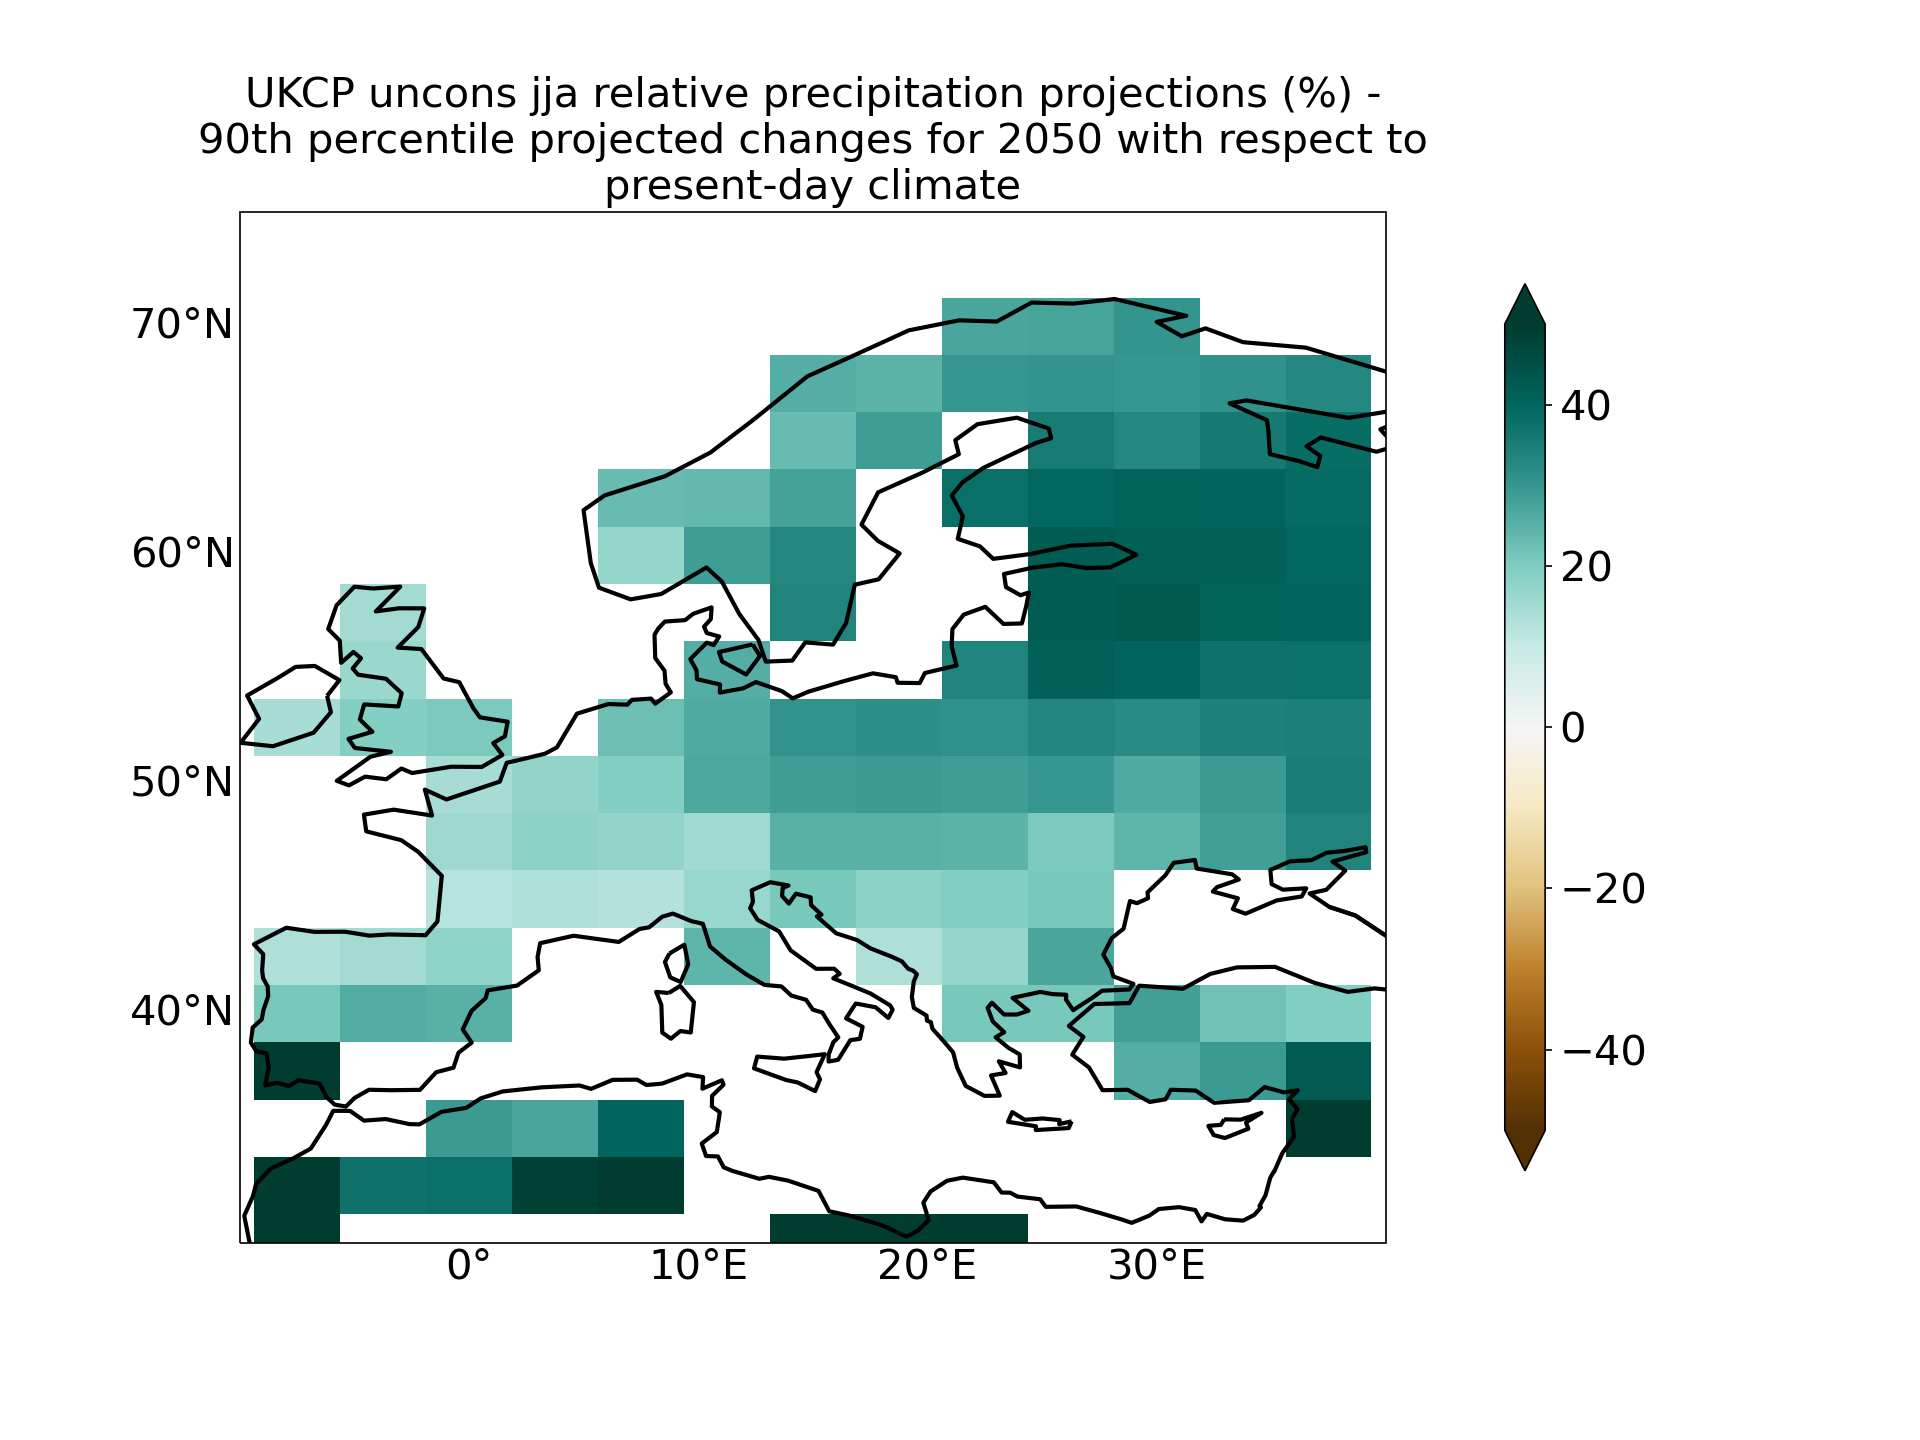 UKCP uncons jja relative precipitation projections (%) -
90th percentile projected changes for 2050 with respect to
present-day climate
70°N
60°N
50°N
40°N
0°
10°E
20°E
30°E
40
20
0
−20
−40